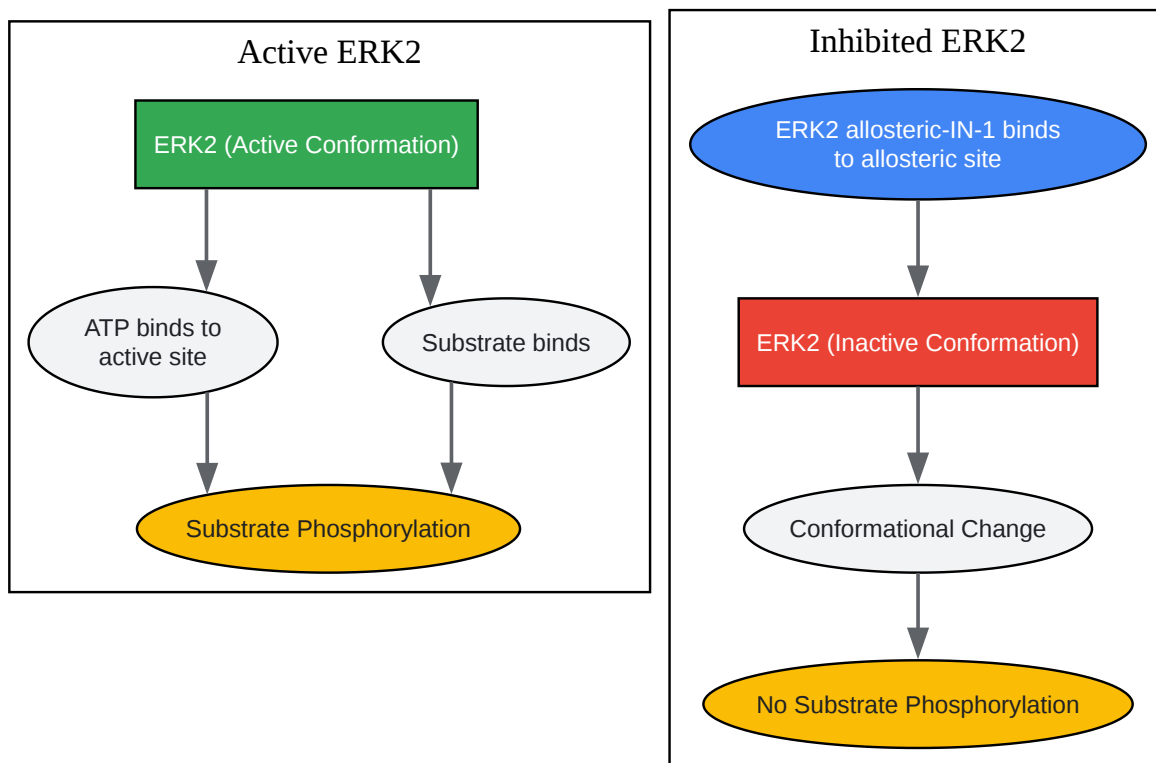 Active ERK2
ERK2 (Active Conformation)
ATP binds to
active site
Substrate binds
Substrate Phosphorylation
Inhibited ERK2
ERK2 allosteric-IN-1 binds
to allosteric site
ERK2 (Inactive Conformation)
Conformational Change
No Substrate Phosphorylation